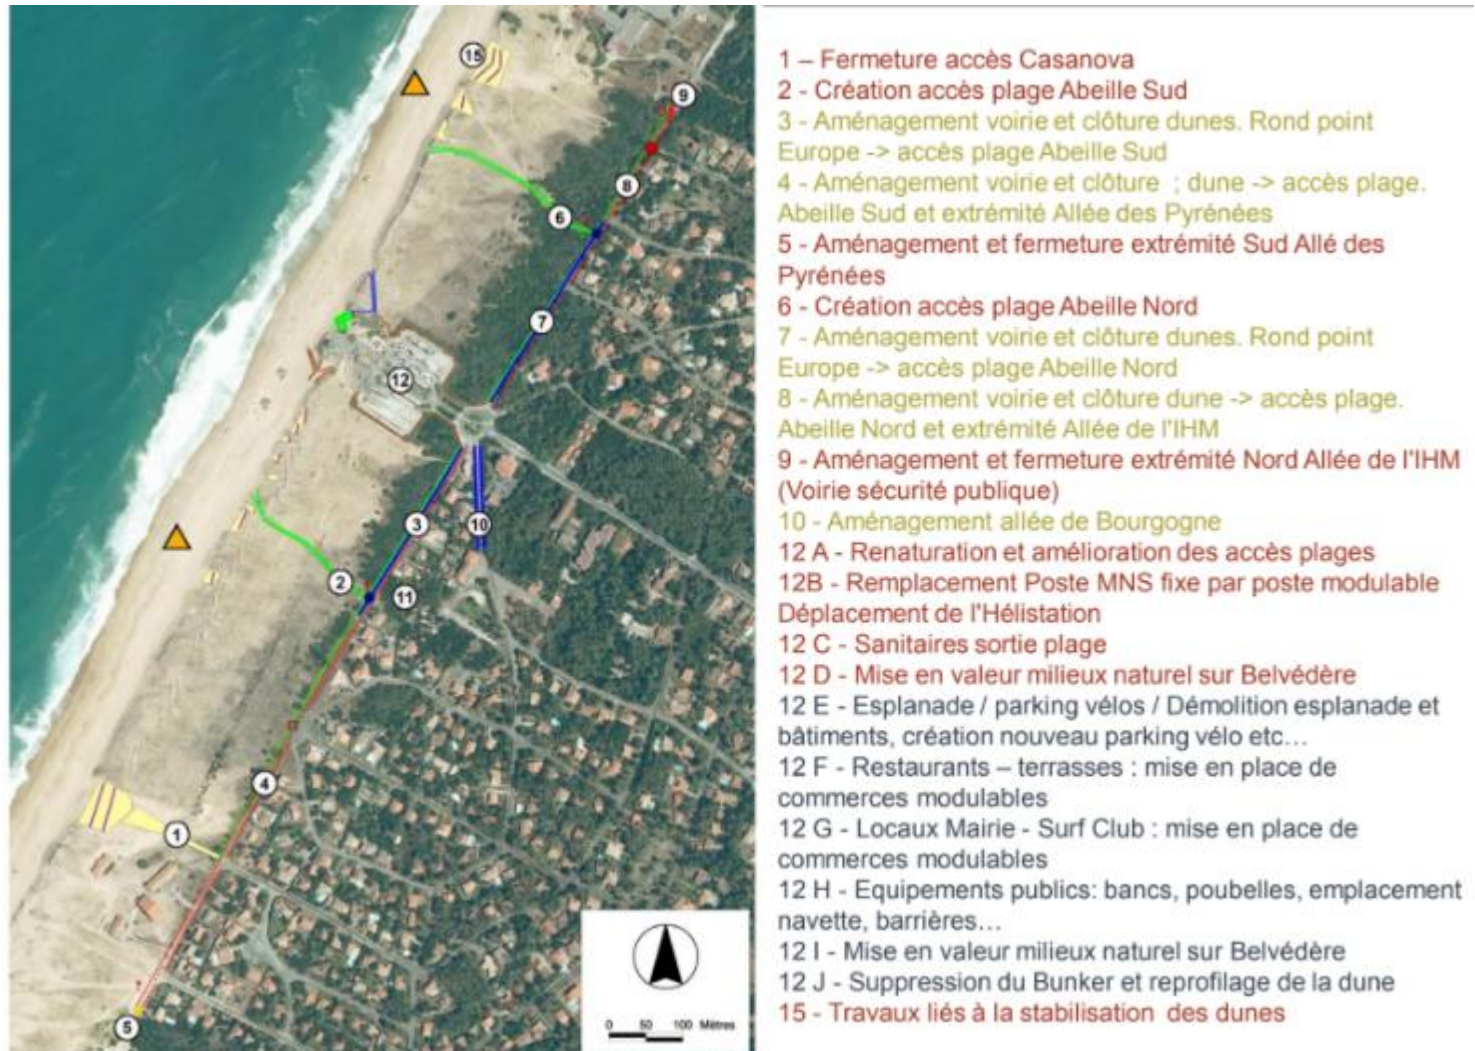 1 – Fermeture accès Casanova
2 - Création accès plage Abeille Sud
3 - Aménagement voirie et clôture dunes. Rond point
Europe -> accès plage Abeille Sud
4 - Aménagement voirie et clôture ; dune -> accès plage.
Abeille Sud et extrémité Allée des Pyrénées
5 - Aménagement et fermeture extrémité Sud Allé des
Pyrénées
6 - Création accès plage Abeille Nord
7 - Aménagement voirie et clôture dunes. Rond point
Europe -> accès plage Abeille Nord
8 - Aménagement voirie et clôture dune -> accès plage.
Abeille Nord et extrémité Allée de l'IHM
9 - Aménagement et fermeture extrémité Nord Allée de l'IHM
(Voirie sécurité publique)
10 - Aménagement allée de Bourgogne
12 A - Renaturation et amélioration des accès plages
12B - Remplacement Poste MNS fixe par poste modulable
Déplacement de l'Hélistation
12 C - Sanitaires sortie plage
12 D - Mise en valeur milieux naturel sur Belvédère
12 E - Esplanade / parking vélos / Démolition esplanade et
bâtiments, création nouveau parking vélo etc…
12 F - Restaurants – terrasses : mise en place de
commerces modulables
12 G - Locaux Mairie - Surf Club : mise en place de
commerces modulables
12 H - Equipements publics: bancs, poubelles, emplacement
navette, barrières…
12 I - Mise en valeur milieux naturel sur Belvédère
12 J - Suppression du Bunker et reprofilage de la dune
15 - Travaux liés à la stabilisation des dunes
15
9
8
6
7
12
3
10
2
11
4
1
5
0 50 100 Mètres